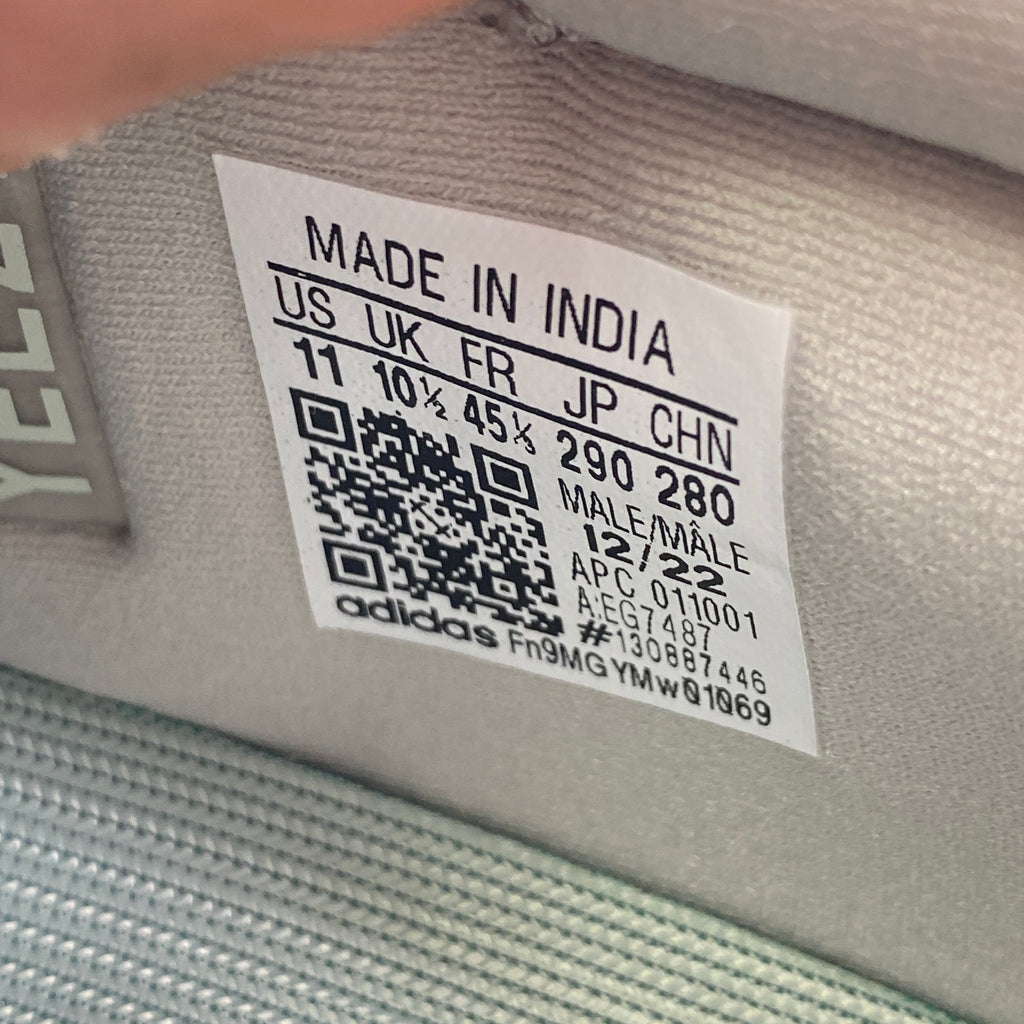 MADE IN INDIA
US UK FR JP CHN
11 10½ 45⅓ 290 280
MALE/MÂLE
12/22
APC 011001
A:EG7487
#130887446
adidas Fn9MGYMwQ1069
YELL